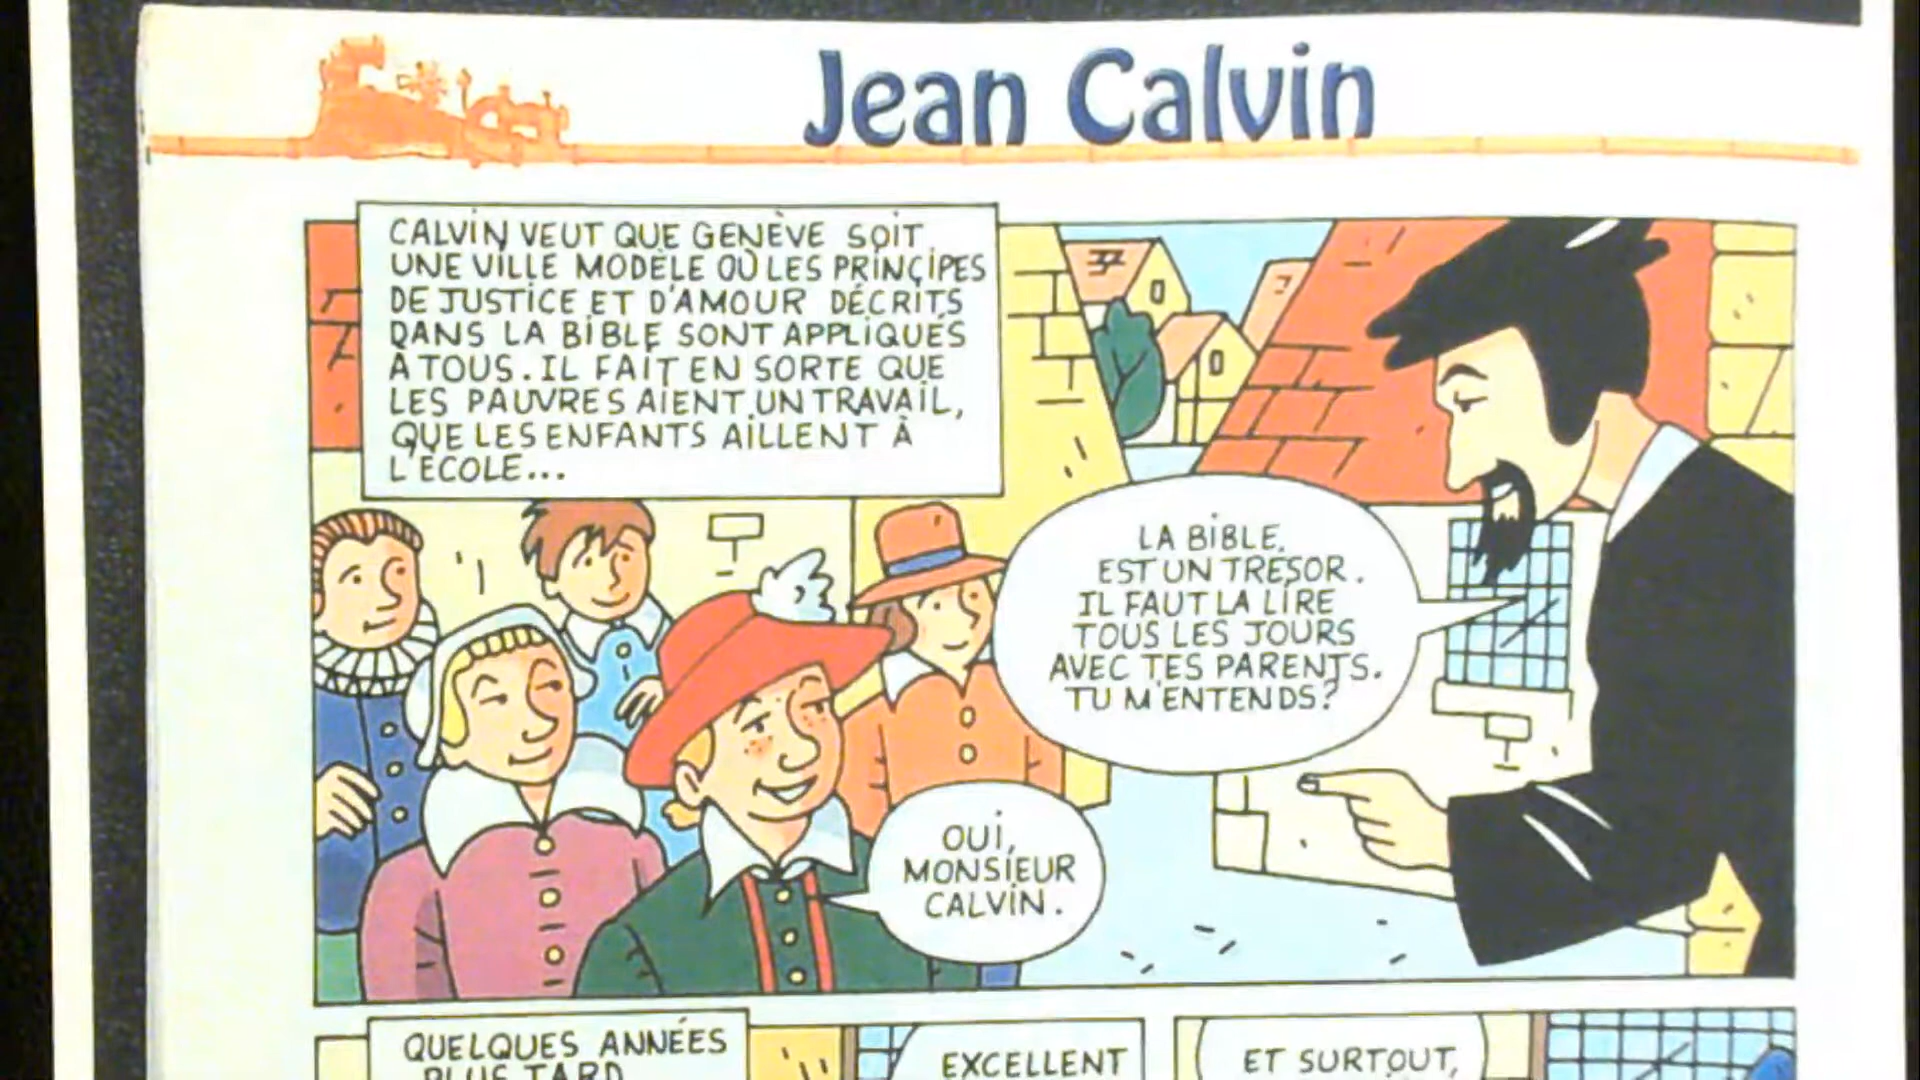 Jean Calvin
CALVIN VEUT QUE GENÈVE SOIT
UNE VILLE MODÈLE OÙ LES PRINCIPES
DE JUSTICE ET D'AMOUR DÉCRITS
DANS LA BIBLE SONT APPLIQUÉS
À TOUS. IL FAIT EN SORTE QUE
LES PAUVRES AIENT UN TRAVAIL,
QUE LES ENFANTS AILLENT À
L'ÉCOLE...
LA BIBLE
EST UN TRÉSOR.
IL FAUT LA LIRE
TOUS LES JOURS
AVEC TES PARENTS.
TU M'ENTENDS?
OUI,
MONSIEUR
CALVIN.
QUELQUES ANNÉES
PLUS TARD
EXCELLENT
ET SURTOUT,